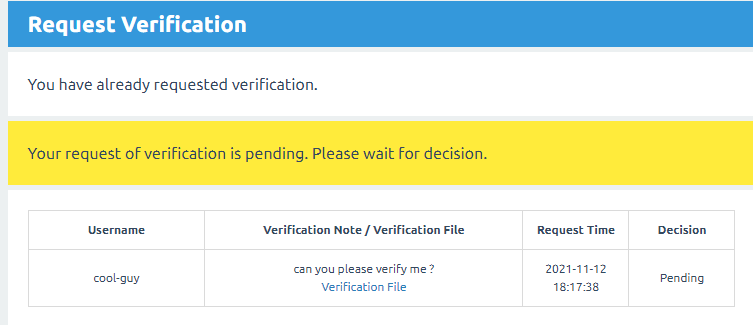 Request Verification
You have already requested verification.
Your request of verification is pending. Please wait for decision.
Username Verification Note / Verification File Request Time Decision
cool-guy can you please verify me ? Verification File 2021-11-12 18:17:38 Pending